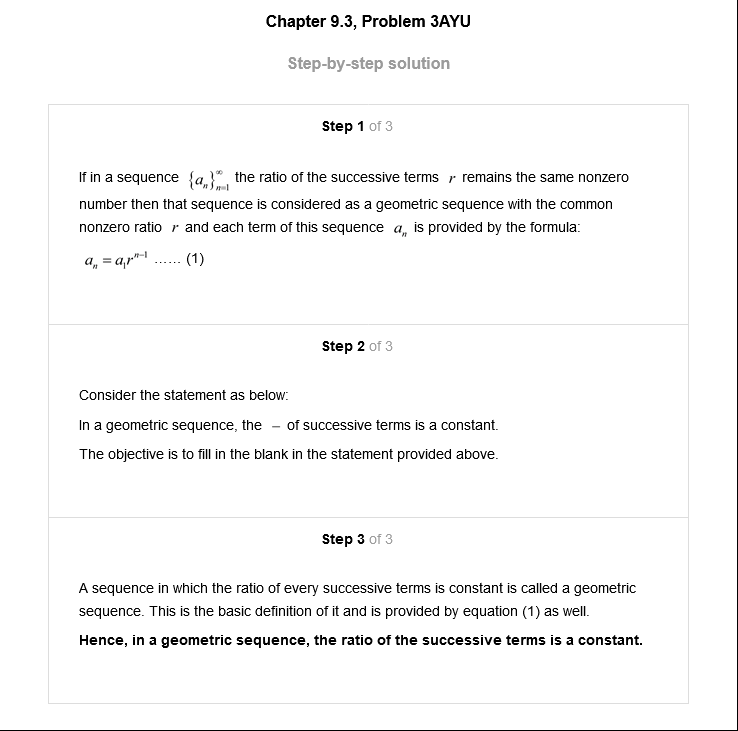 Chapter 9.3, Problem 3AYU
Step-by-step solution
Step 1 of 3
If in a sequence {aₙ}ₙ₌₁^∞ the ratio of the successive terms r remains the same nonzero
number then that sequence is considered as a geometric sequence with the common
nonzero ratio r and each term of this sequence aₙ is provided by the formula:
aₙ = a₁rⁿ⁻¹ ...... (1)
Step 2 of 3
Consider the statement as below:
In a geometric sequence, the – of successive terms is a constant.
The objective is to fill in the blank in the statement provided above.
Step 3 of 3
A sequence in which the ratio of every successive terms is constant is called a geometric
sequence. This is the basic definition of it and is provided by equation (1) as well.
Hence, in a geometric sequence, the ratio of the successive terms is a constant.